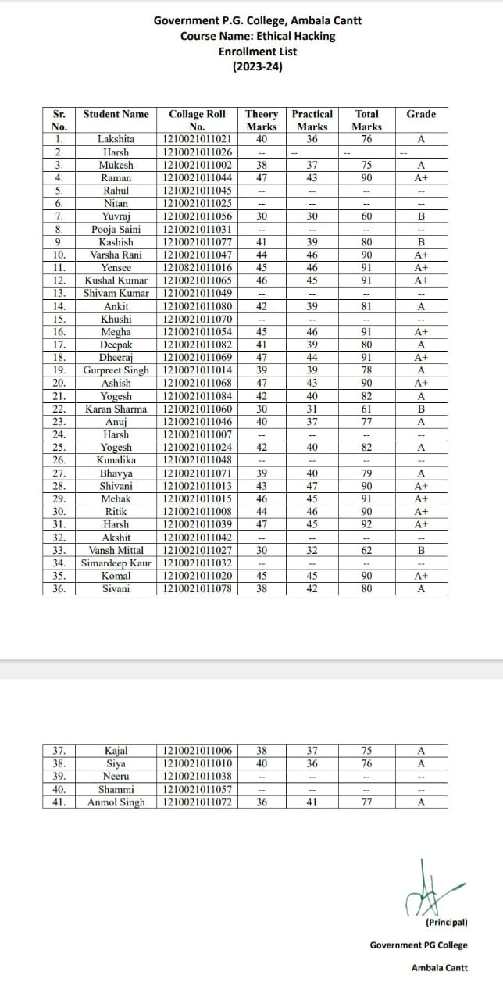 Government P.G. College, Ambala Cantt
Course Name: Ethical Hacking
Enrollment List
(2023-24)
Sr. No. Student Name Collage Roll No. Theory Marks Practical Marks Total Marks Grade
1. Lakshita 1210021011021 40 36 76 A
2. Harsh 1210021011026 -- -- -- --
3. Mukesh 1210021011002 38 37 75 A
4. Raman 1210021011044 47 43 90 A+
5. Rahul 1210021011045 -- -- -- --
6. Nitan 1210021011025 -- -- -- --
7. Yuvraj 1210021011056 30 30 60 B
8. Pooja Saini 1210021011031 -- -- -- --
9. Kashish 1210021011077 41 39 80 B
10. Varsha Rani 1210021011047 44 46 90 A+
11. Yensee 1210821011016 45 46 91 A+
12. Kushal Kumar 1210021011065 46 45 91 A+
13. Shivam Kumar 1210021011049 -- -- -- --
14. Ankit 1210021011080 42 39 81 A
15. Khushi 1210021011070 -- -- -- --
16. Megha 1210021011054 45 46 91 A+
17. Deepak 1210021011082 41 39 80 A
18. Dheeraj 1210021011069 47 44 91 A+
19. Gurpreet Singh 1210021011014 39 39 78 A
20. Ashish 1210021011068 47 43 90 A+
21. Yogesh 1210021011084 42 40 82 A
22. Karan Sharma 1210021011060 30 31 61 B
23. Anuj 1210021011046 40 37 77 A
24. Harsh 1210021011007 -- -- -- --
25. Yogesh 1210021011024 42 40 82 A
26. Kunalika 1210021011048 -- -- -- --
27. Bhavya 1210021011071 39 40 79 A
28. Shivani 1210021011013 43 47 90 A+
29. Mehak 1210021011015 46 45 91 A+
30. Ritik 1210021011008 44 46 90 A+
31. Harsh 1210021011039 47 45 92 A+
32. Akshit 1210021011042 -- -- -- --
33. Vansh Mittal 1210021011027 30 32 62 B
34. Simardeep Kaur 1210021011032 -- -- -- --
35. Komal 1210021011020 45 45 90 A+
36. Sivani 1210021011078 38 42 80 A
37. Kajal 1210021011006 38 37 75 A
38. Siya 1210021011010 40 36 76 A
39. Neeru 1210021011038 -- -- -- --
40. Shammi 1210021011057 -- -- -- --
41. Anmol Singh 1210021011072 36 41 77 A
(Principal)
Government PG College
Ambala Cantt